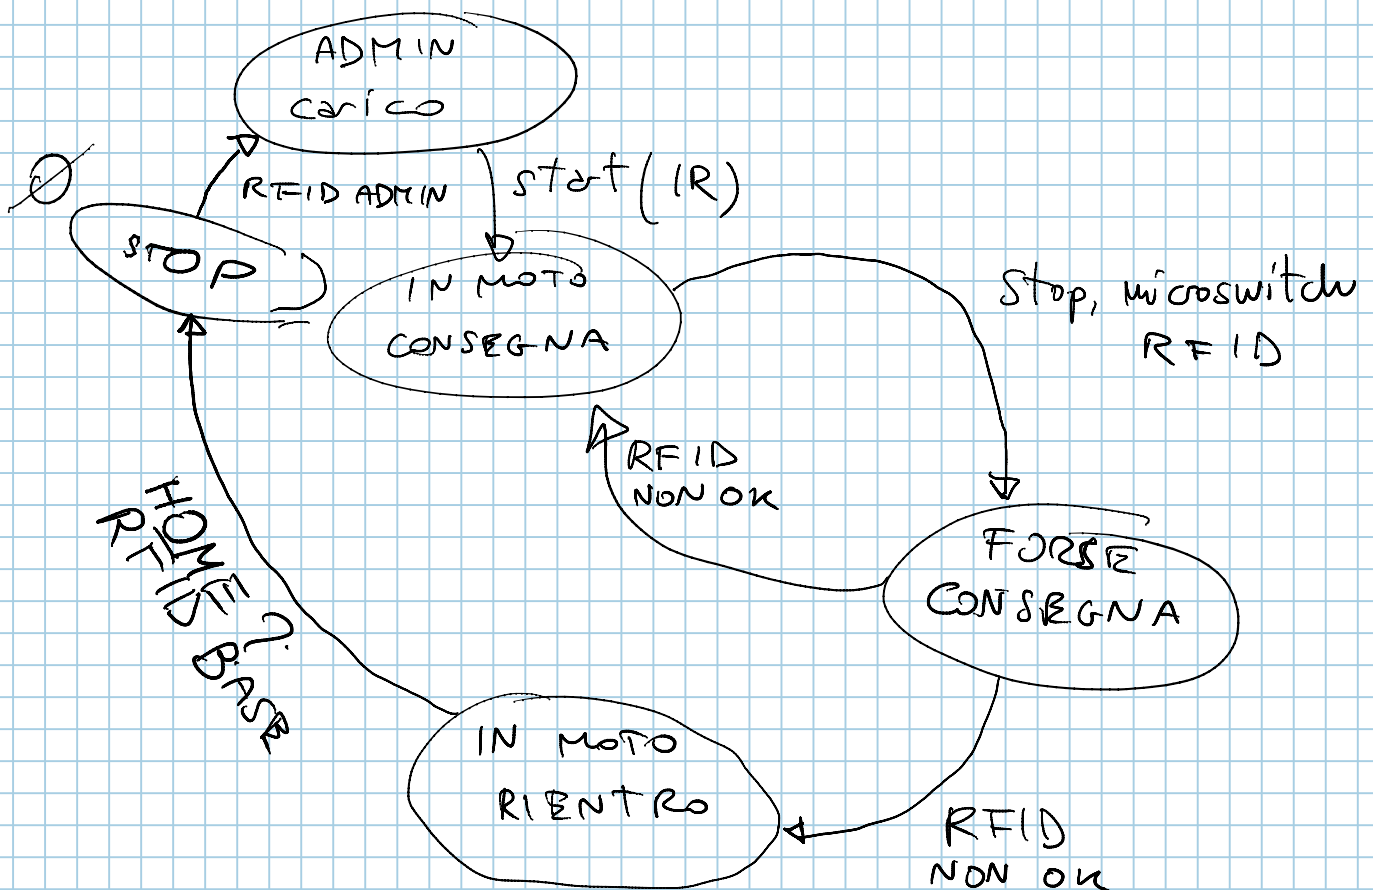 ADMIN
carico
Ø
RFID ADMIN
start (IR)
STOP
IN MOTO
CONSEGNA
Stop, microswitch
RFID
RFID
NON OK
FORSE
CONSEGNA
HOME ?
RFID BASE
IN MOTO
RIENTRO
RFID
NON OK